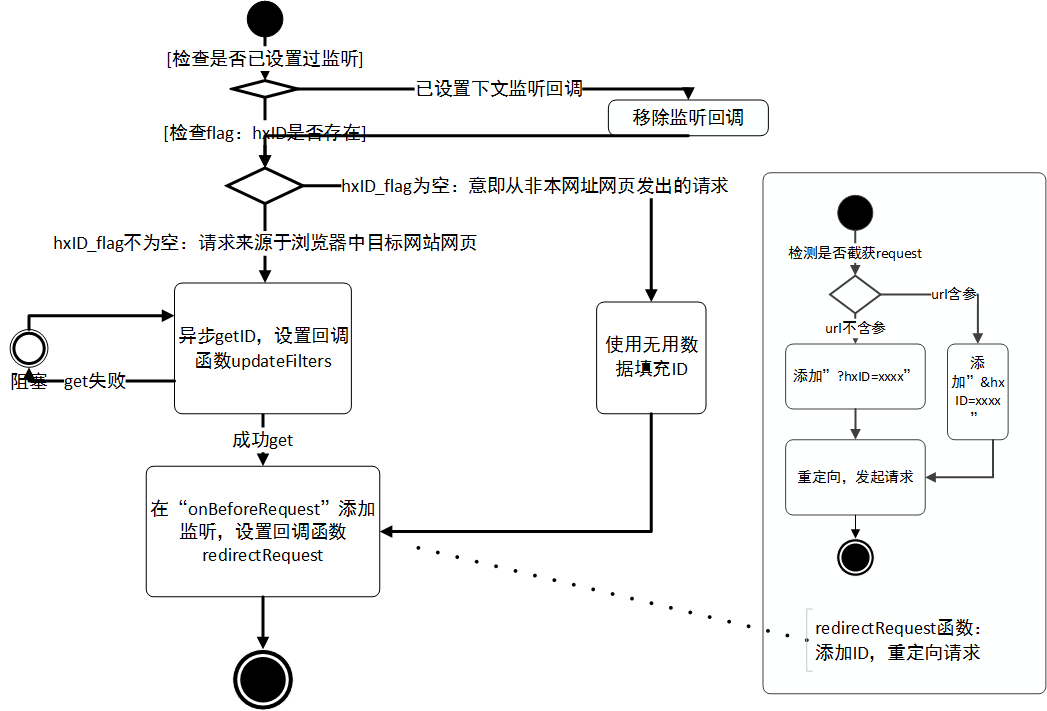 [检查是否已设置过监听]
已设置下文监听回调
移除监听回调
[检查flag：hxID是否存在]
hxID_flag为空：意即从非本网址网页发出的请求
hxID_flag不为空：请求来源于浏览器中目标网站网页
异步getID，设置回调
函数updateFilters
阻塞
get失败
使用无用数
据填充ID
成功get
在“onBeforeRequest”添加
监听，设置回调函数
redirectRequest
检测是否截获request
url含参
url不含参
添加”?hxID=xxxx”
添
加”&hx
ID=xxxx
”
重定向，发起请求
redirectRequest函数：
添加ID，重定向请求